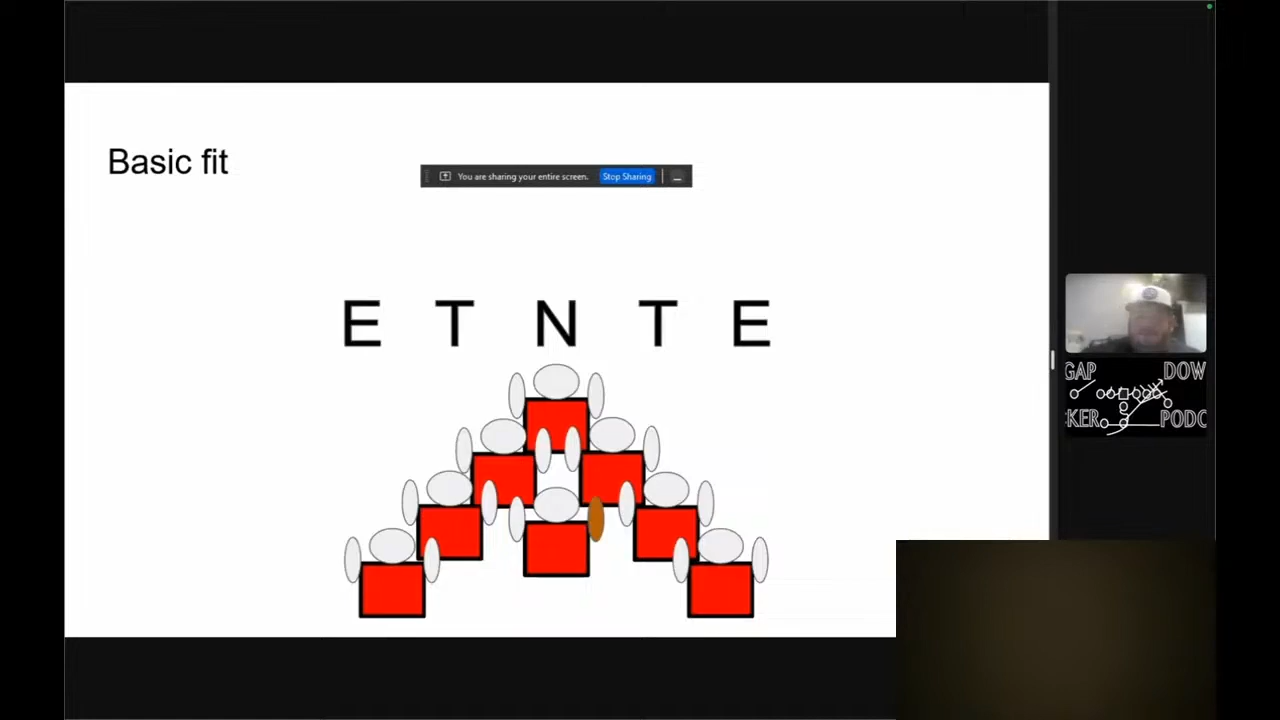 Basic fit
You are sharing your entire screen. Stop Sharing
E T N T E
GAP DOW
KER PODC